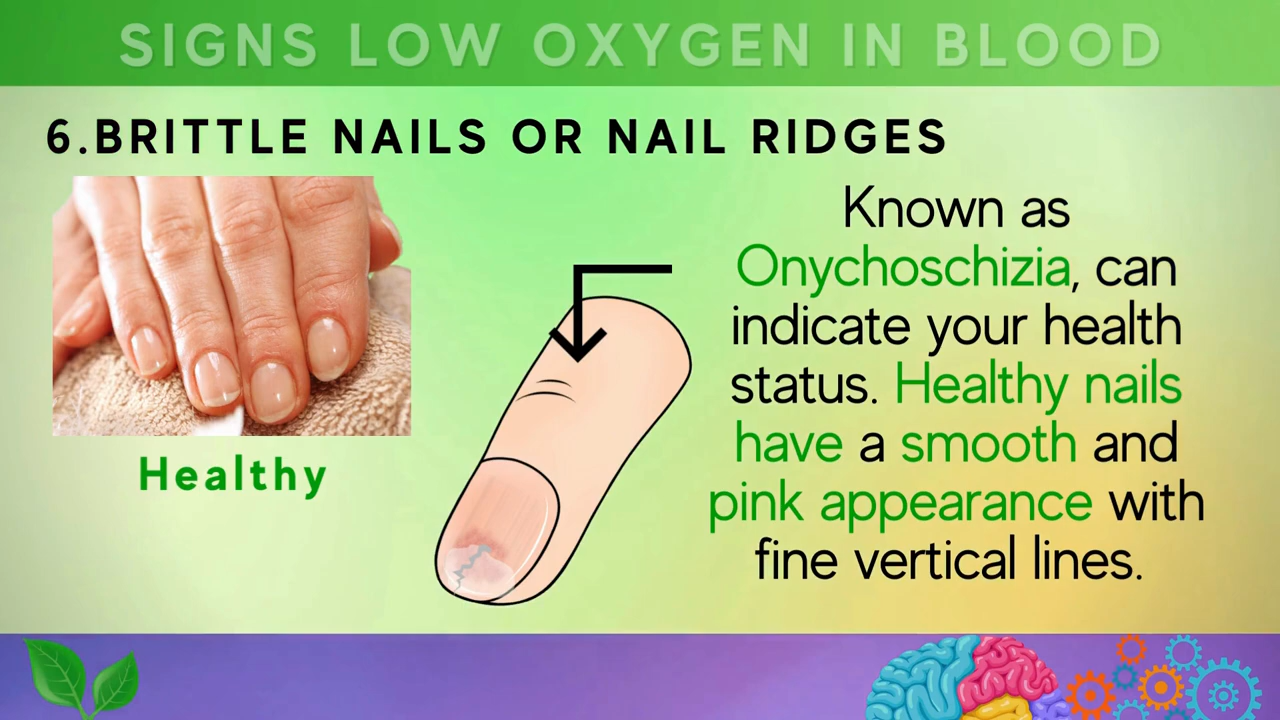 SIGNS LOW OXYGEN IN BLOOD
6.BRITTLE NAILS OR NAIL RIDGES
Known as
Onychoschizia, can
indicate your health
status. Healthy nails
have a smooth and
pink appearance with
fine vertical lines.
Healthy